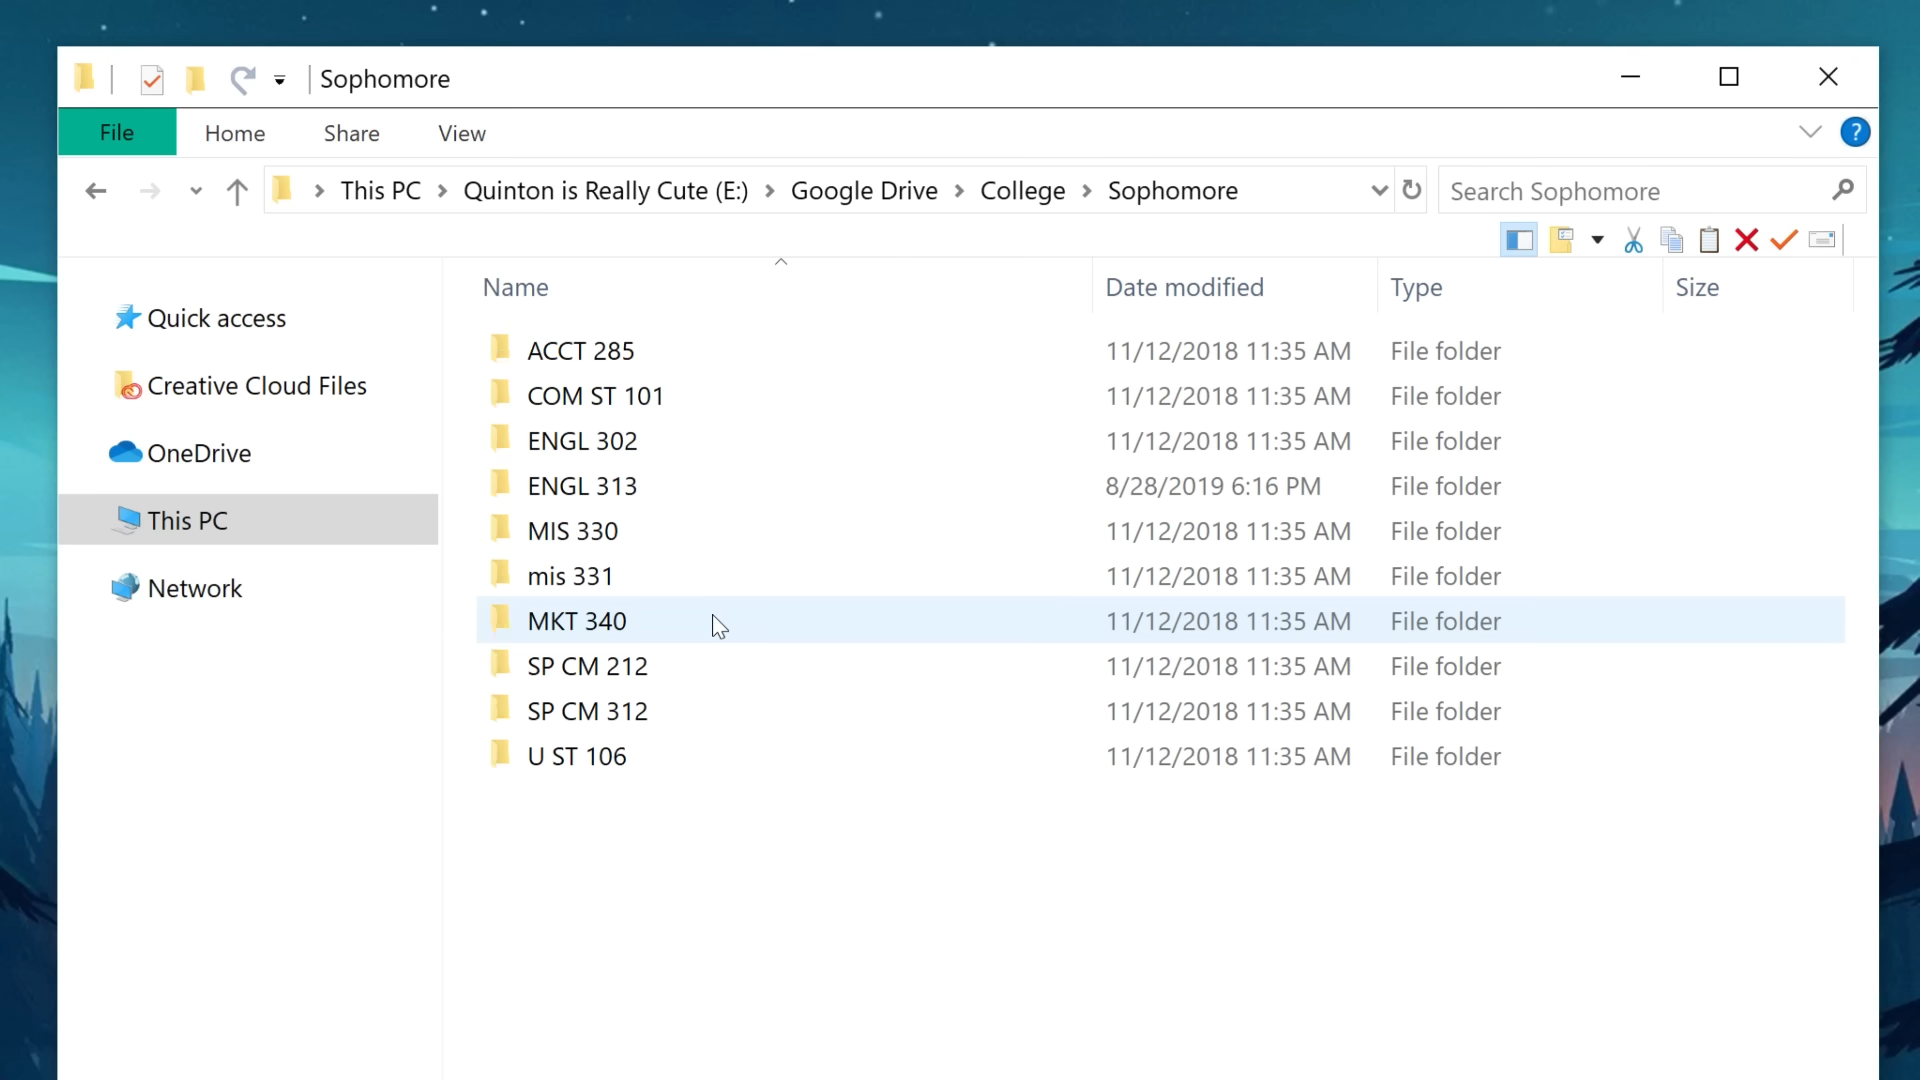 Sophomore
File Home Share View ?
This PC Quinton is Really Cute (E:) Google Drive College Sophomore Search Sophomore
Name Date modified Type Size
Quick access
Creative Cloud Files
OneDrive
This PC
Network
ACCT 285 11/12/2018 11:35 AM File folder
COM ST 101 11/12/2018 11:35 AM File folder
ENGL 302 11/12/2018 11:35 AM File folder
ENGL 313 8/28/2019 6:16 PM File folder
MIS 330 11/12/2018 11:35 AM File folder
mis 331 11/12/2018 11:35 AM File folder
MKT 340 11/12/2018 11:35 AM File folder
SP CM 212 11/12/2018 11:35 AM File folder
SP CM 312 11/12/2018 11:35 AM File folder
U ST 106 11/12/2018 11:35 AM File folder